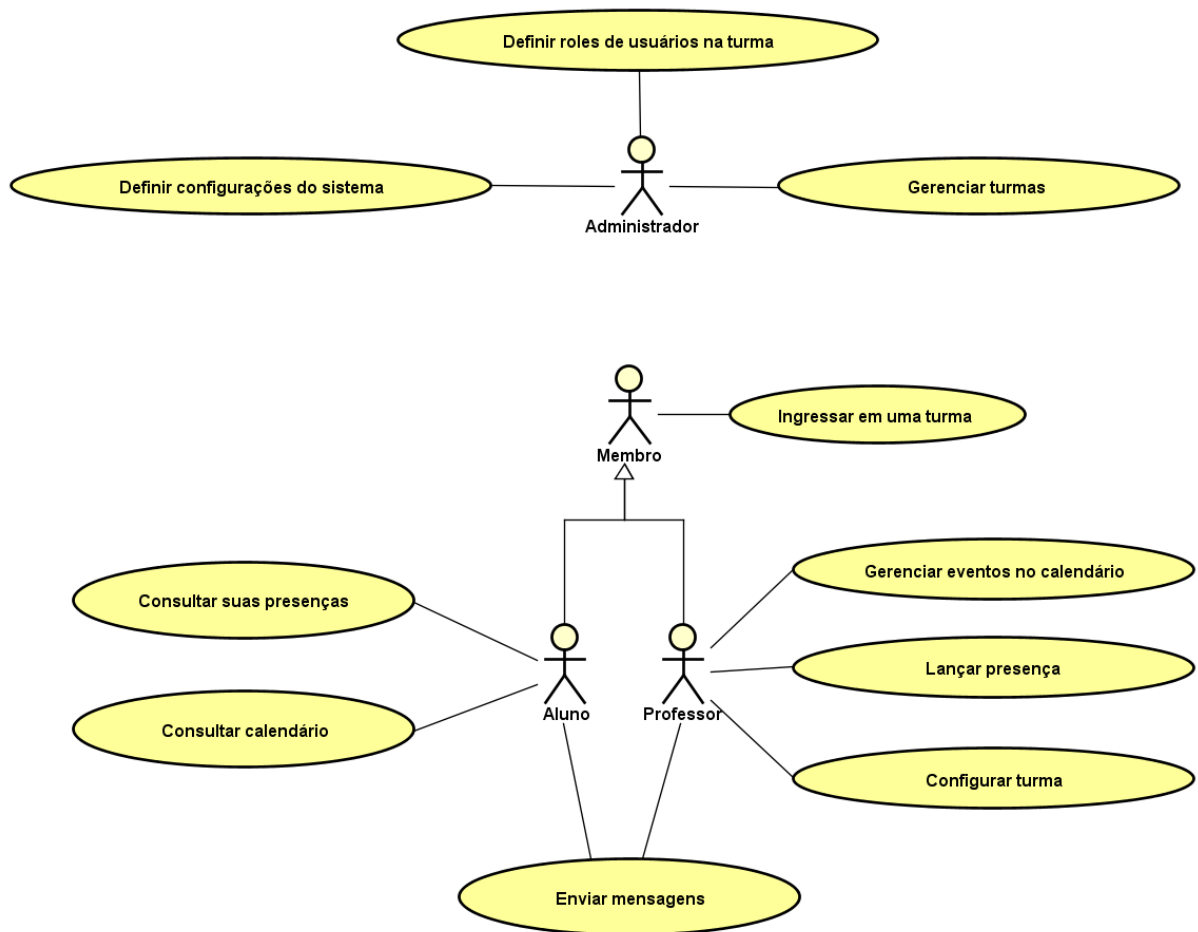 Definir roles de usuários na turma
Definir configurações do sistema
Gerenciar turmas
Administrador
Ingressar em uma turma
Membro
Gerenciar eventos no calendário
Consultar suas presenças
Lançar presença
Aluno
Professor
Consultar calendário
Configurar turma
Enviar mensagens